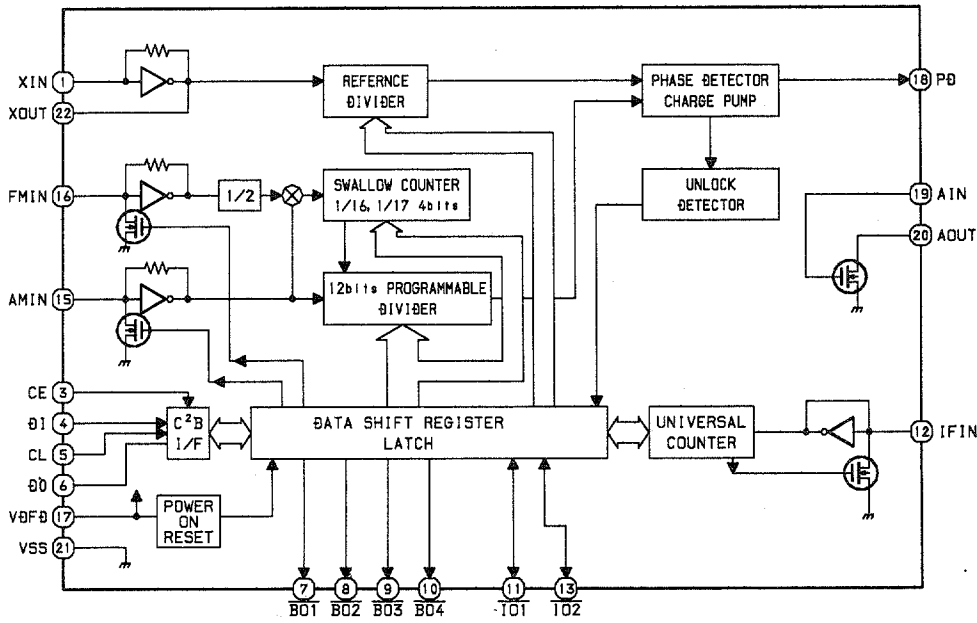 XIN 1
XOUT 22
REFERNCE
DIVIDER
PHASE DETECTOR
CHARGE PUMP
18 PD
FMIN 16
1/2
SWALLOW COUNTER
1/16, 1/17 4bits
UNLOCK
DETECTOR
19 AIN
20 AOUT
AMIN 15
12bits PROGRAMMABLE
DIVIDER
CE 3
DI 4
CL 5
DO 6
C²B
I/F
DATA SHIFT REGISTER
LATCH
UNIVERSAL
COUNTER
12 IFIN
VDFD 17
VSS 21
POWER
ON
RESET
7 8 9 10 11 13
BO1 BO2 BO3 BO4 IO1 IO2